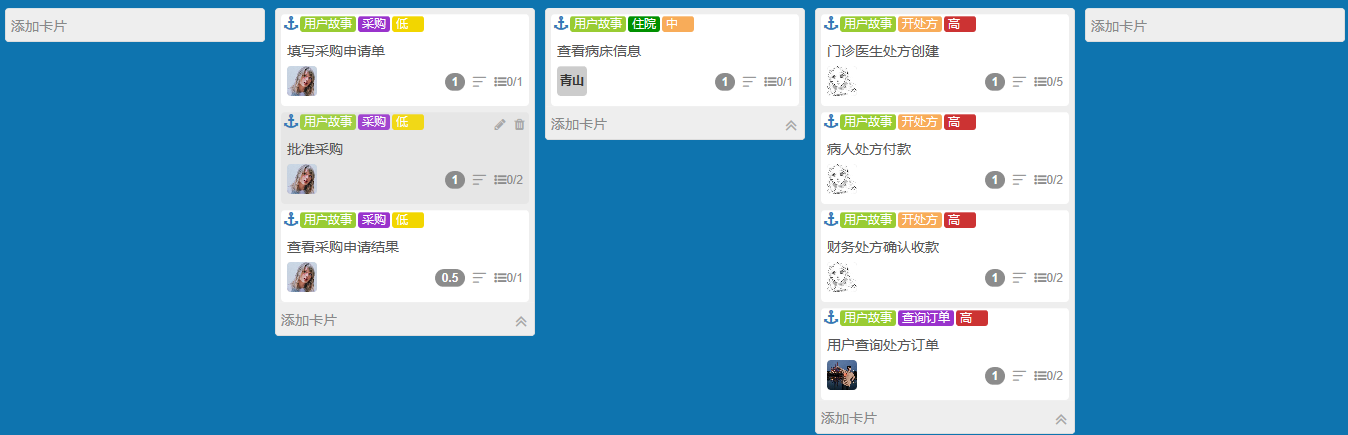 添加卡片
用户故事 采购 低
填写采购申请单
1 0/1
用户故事 采购 低
批准采购
1 0/2
用户故事 采购 低
查看采购申请结果
0.5 0/1
添加卡片
用户故事 住院 中
查看病床信息
青山 1 0/1
添加卡片
用户故事 开处方 高
门诊医生处方创建
1 0/5
用户故事 开处方 高
病人处方付款
1 0/2
用户故事 开处方 高
财务处方确认收款
1 0/2
用户故事 查询订单 高
用户查询处方订单
1 0/2
添加卡片
添加卡片